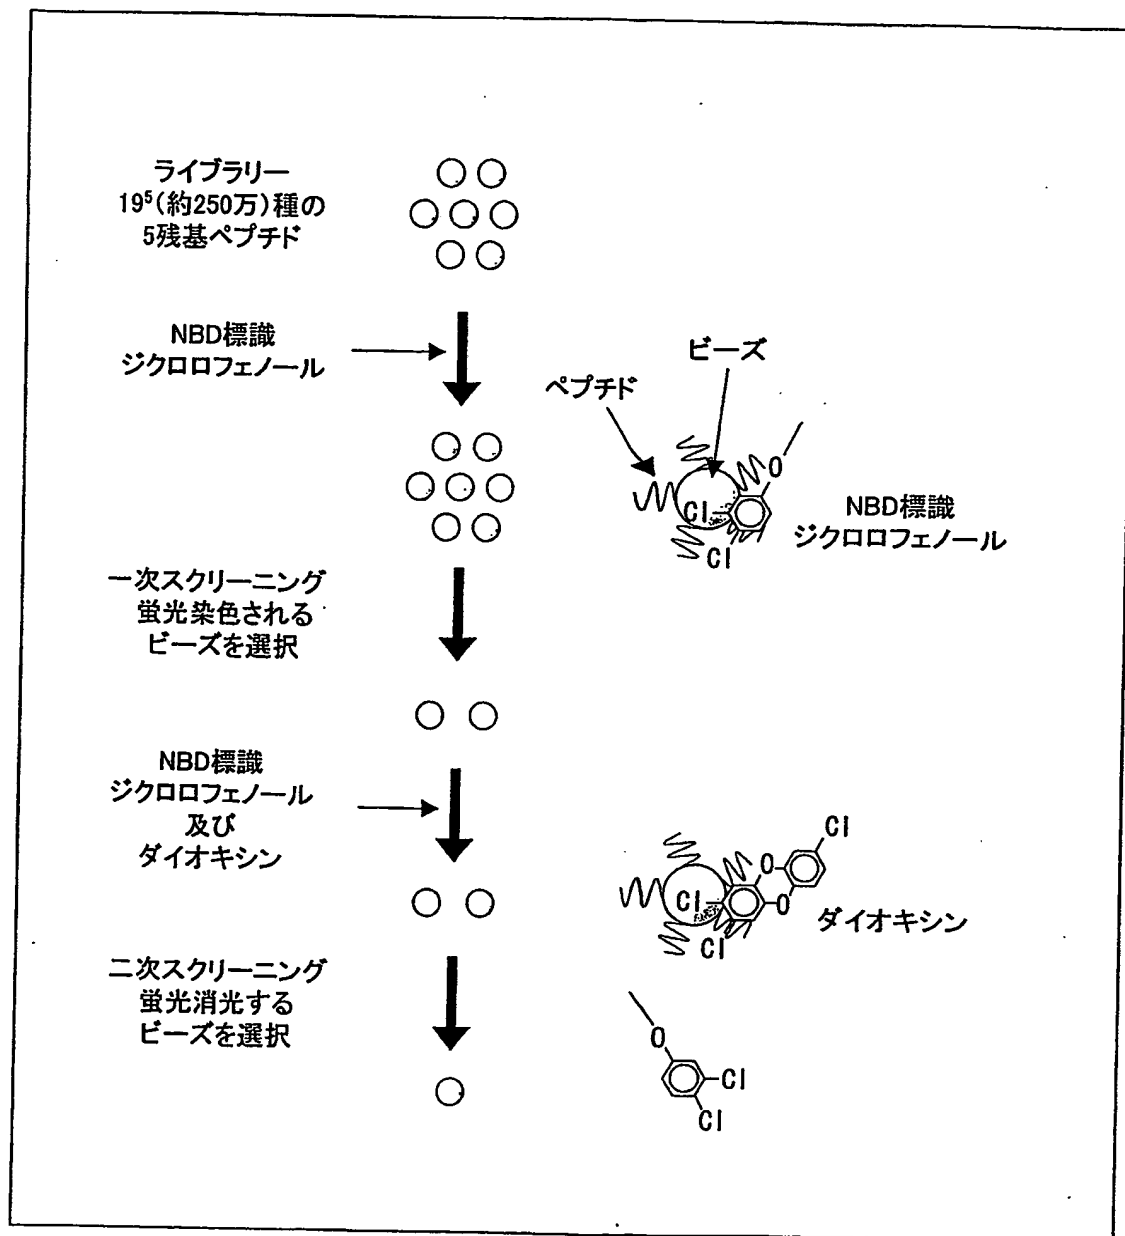 ライブラリー
19⁵(約250万)種の
5残基ペプチド
NBD標識
ジクロロフェノール
ビーズ
ペプチド
O
Cl
Cl
NBD標識
ジクロロフェノール
一次スクリーニング
蛍光染色される
ビーズを選択
NBD標識
ジクロロフェノール
及び
ダイオキシン
Cl
O
Cl
O
Cl
ダイオキシン
二次スクリーニング
蛍光消光する
ビーズを選択
O
Cl
Cl